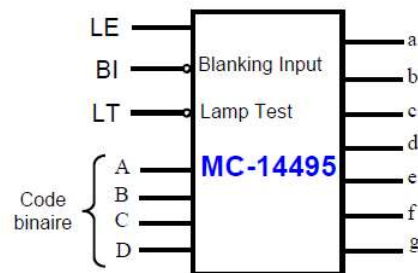 LE
BI
LT
Blanking Input
Lamp Test
MC-14495
Code
binaire
A
B
C
D
a
b
c
d
e
f
g